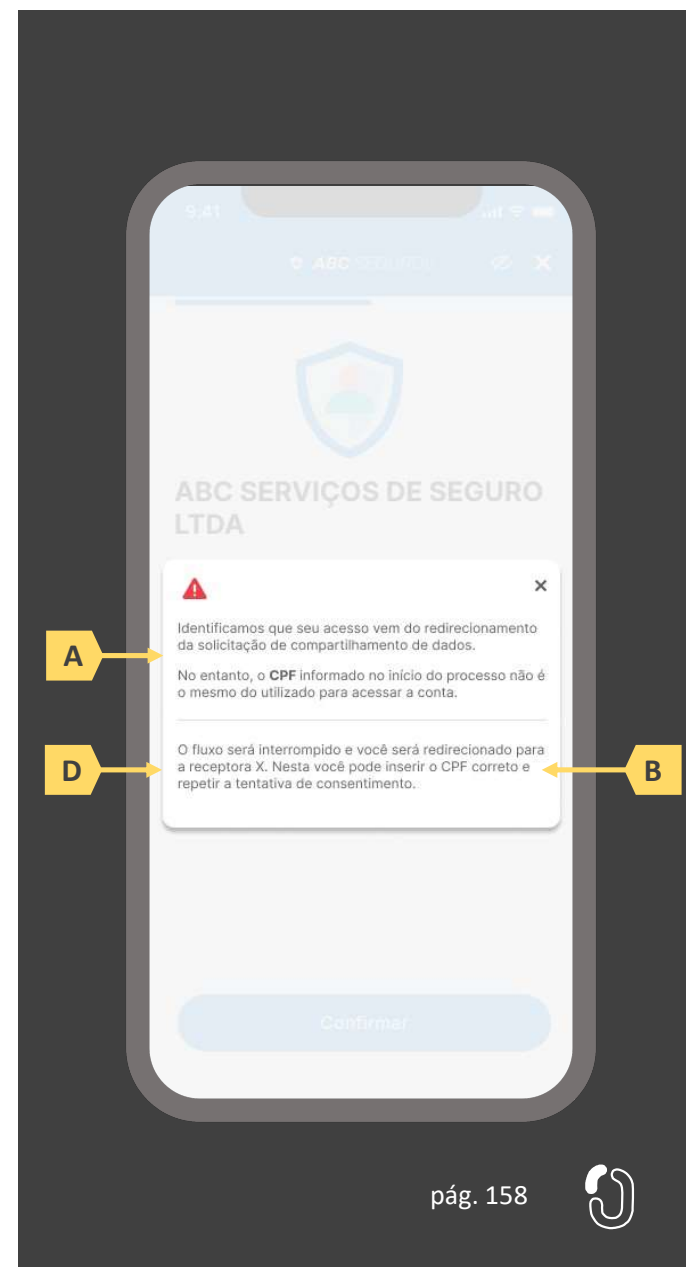 9:41
ABC SEGUROS
ABC SERVIÇOS DE SEGURO
LTDA
Identificamos que seu acesso vem do redirecionamento
da solicitação de compartilhamento de dados.
A
No entanto, o CPF informado no início do processo não é
o mesmo do utilizado para acessar a conta.
O fluxo será interrompido e você será redirecionado para
D
a receptora X. Nesta você pode inserir o CPF correto e
B
repetir a tentativa de consentimento.
Confirmar
pág. 158